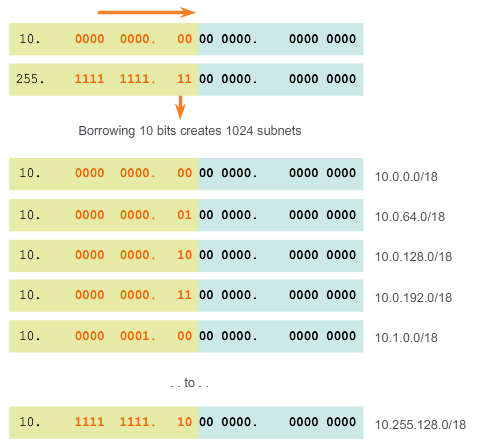 10. 0000 0000. 00 00 0000. 0000 0000
255. 1111 1111. 11 00 0000. 0000 0000
Borrowing 10 bits creates 1024 subnets
10. 0000 0000. 00 00 0000. 0000 0000 10.0.0.0/18
10. 0000 0000. 01 00 0000. 0000 0000 10.0.64.0/18
10. 0000 0000. 10 00 0000. 0000 0000 10.0.128.0/18
10. 0000 0000. 11 00 0000. 0000 0000 10.0.192.0/18
10. 0000 0001. 00 00 0000. 0000 0000 10.1.0.0/18
. . to . .
10. 1111 1111. 10 00 0000. 0000 0000 10.255.128.0/18